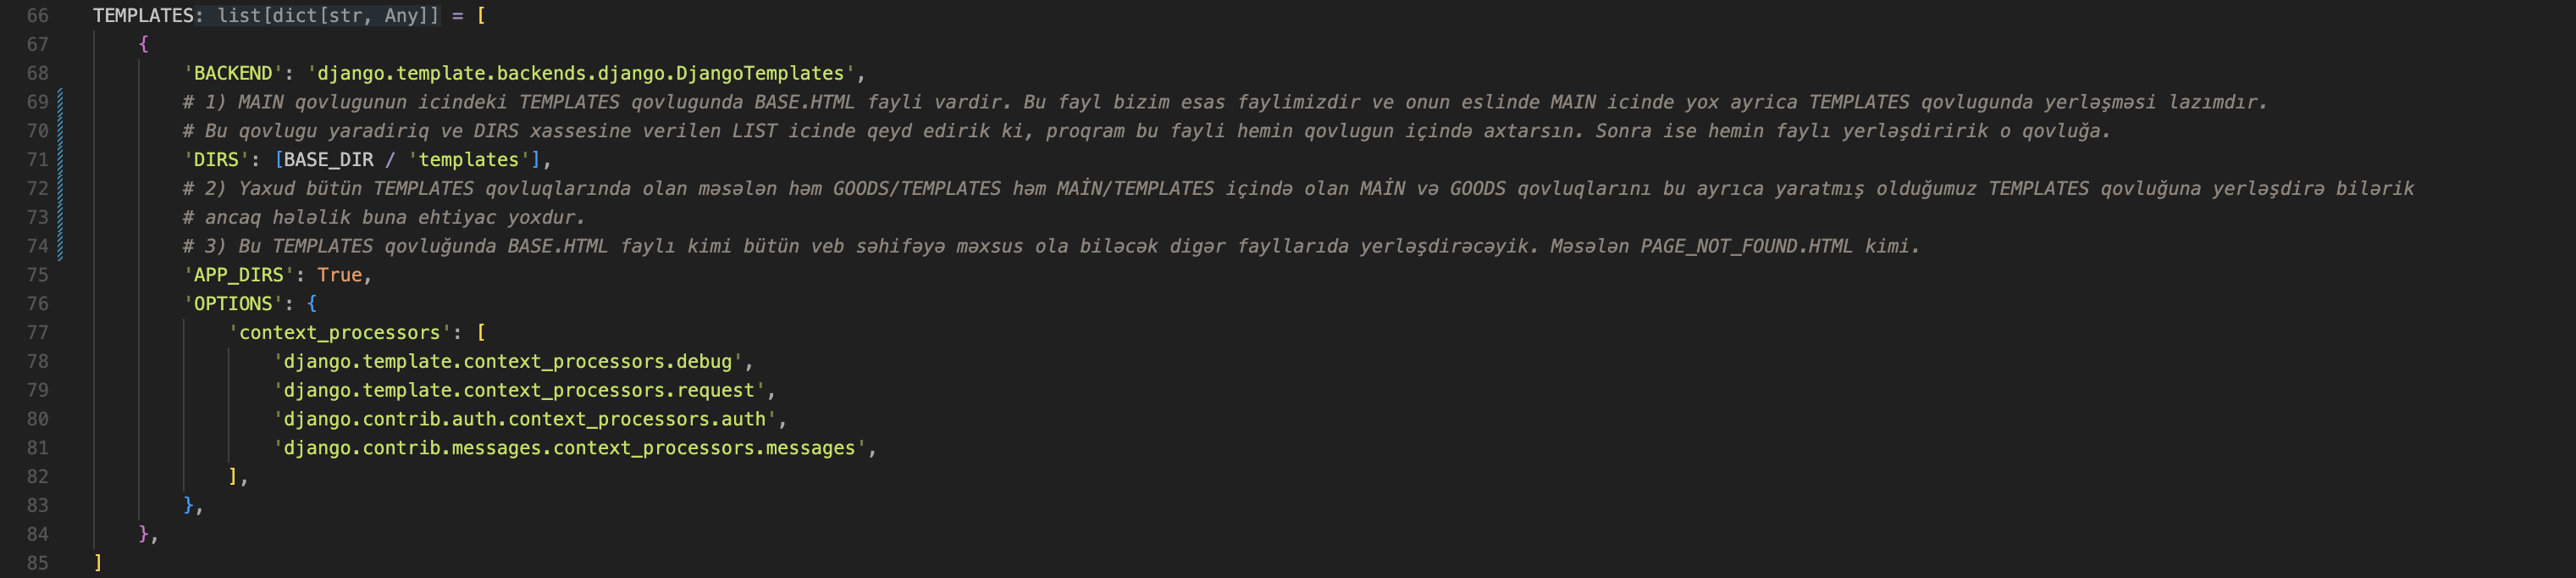 66 TEMPLATES: list[dict[str, Any]] = [
67 {
68 'BACKEND': 'django.template.backends.django.DjangoTemplates',
69 # 1) MAIN qovlugunun icindeki TEMPLATES qovlugunda BASE.HTML fayli vardir. Bu fayl bizim esas faylimizdir ve onun eslinde MAIN icinde yox ayrica TEMPLATES qovlugunda yerləşməsi lazımdır.
70 # Bu qovlugu yaradiriq ve DIRS xassesine verilen LIST icinde qeyd edirik ki, proqram bu fayli hemin qovlugun içində axtarsın. Sonra ise hemin faylı yerləşdiririk o qovluğa.
71 'DIRS': [BASE_DIR / 'templates'],
72 # 2) Yaxud bütün TEMPLATES qovluqlarında olan məsələn həm GOODS/TEMPLATES həm MAİN/TEMPLATES içində olan MAİN və GOODS qovluqlarını bu ayrıca yaratmış olduğumuz TEMPLATES qovluğuna yerləşdirə bilərik
73 # ancaq hələlik buna ehtiyac yoxdur.
74 # 3) Bu TEMPLATES qovluğunda BASE.HTML faylı kimi bütün veb səhifəyə məxsus ola biləcək digər fayllarıda yerləşdirəcəyik. Məsələn PAGE_NOT_FOUND.HTML kimi.
75 'APP_DIRS': True,
76 'OPTIONS': {
77 'context_processors': [
78 'django.template.context_processors.debug',
79 'django.template.context_processors.request',
80 'django.contrib.auth.context_processors.auth',
81 'django.contrib.messages.context_processors.messages',
82 ],
83 },
84 },
85 ]